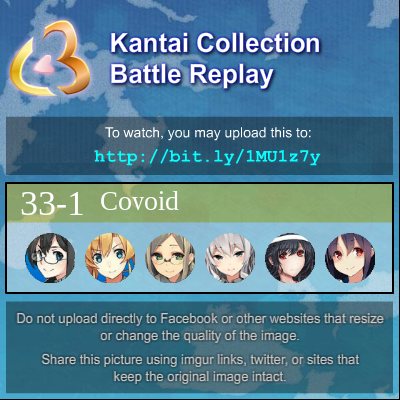 Kantai Collection
Battle Replay
To watch, you may upload this to:
http://bit.ly/1MU1z7y
33-1 Covoid
Do not upload directly to Facebook or other websites that resize
or change the quality of the image.
Share this picture using imgur links, twitter, or sites that
keep the original image intact.